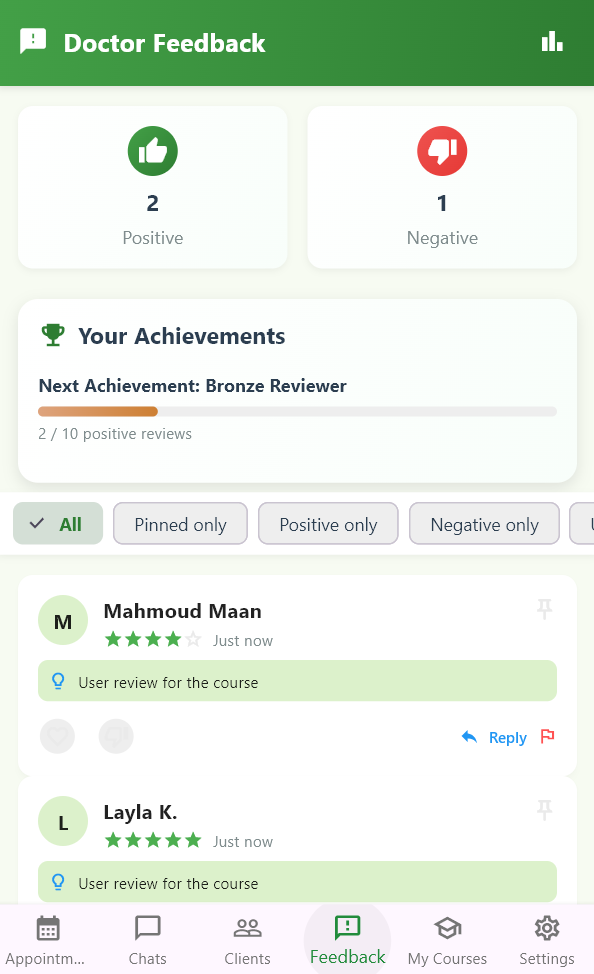 Doctor Feedback
2
Positive
1
Negative
Your Achievements
Next Achievement: Bronze Reviewer
2 / 10 positive reviews
All
Pinned only
Positive only
Negative only
M
Mahmoud Maan
Just now
User review for the course
Reply
L
Layla K.
Just now
User review for the course
Appointm...
Chats
Clients
Feedback
My Courses
Settings